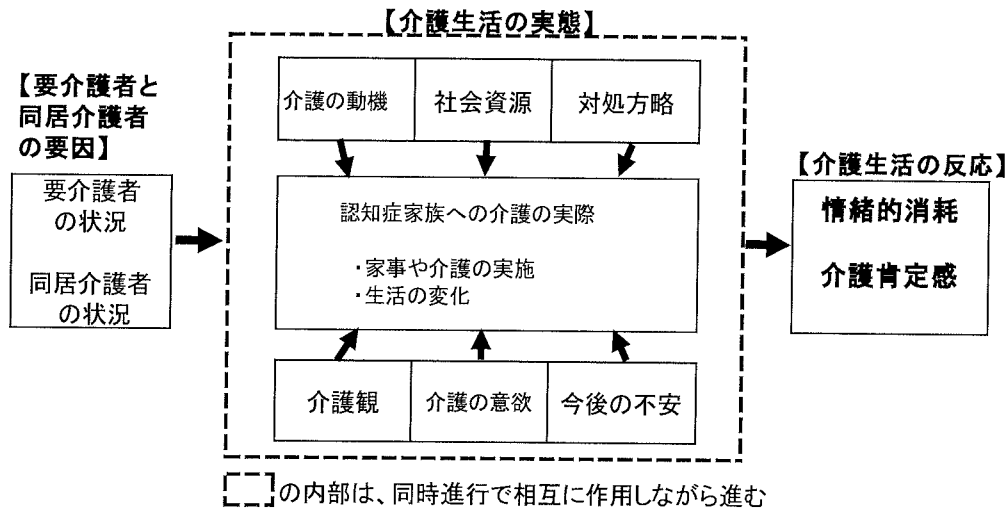 【介護生活の実態】
【要介護者と
同居介護者
の要因】
要介護者
の状況
同居介護者
の状況
介護の動機
社会資源
対処方略
認知症家族への介護の実際
・家事や介護の実施
・生活の変化
介護観
介護の意欲
今後の不安
【介護生活の反応】
情緒的消耗
介護肯定感
の内部は、同時進行で相互に作用しながら進む